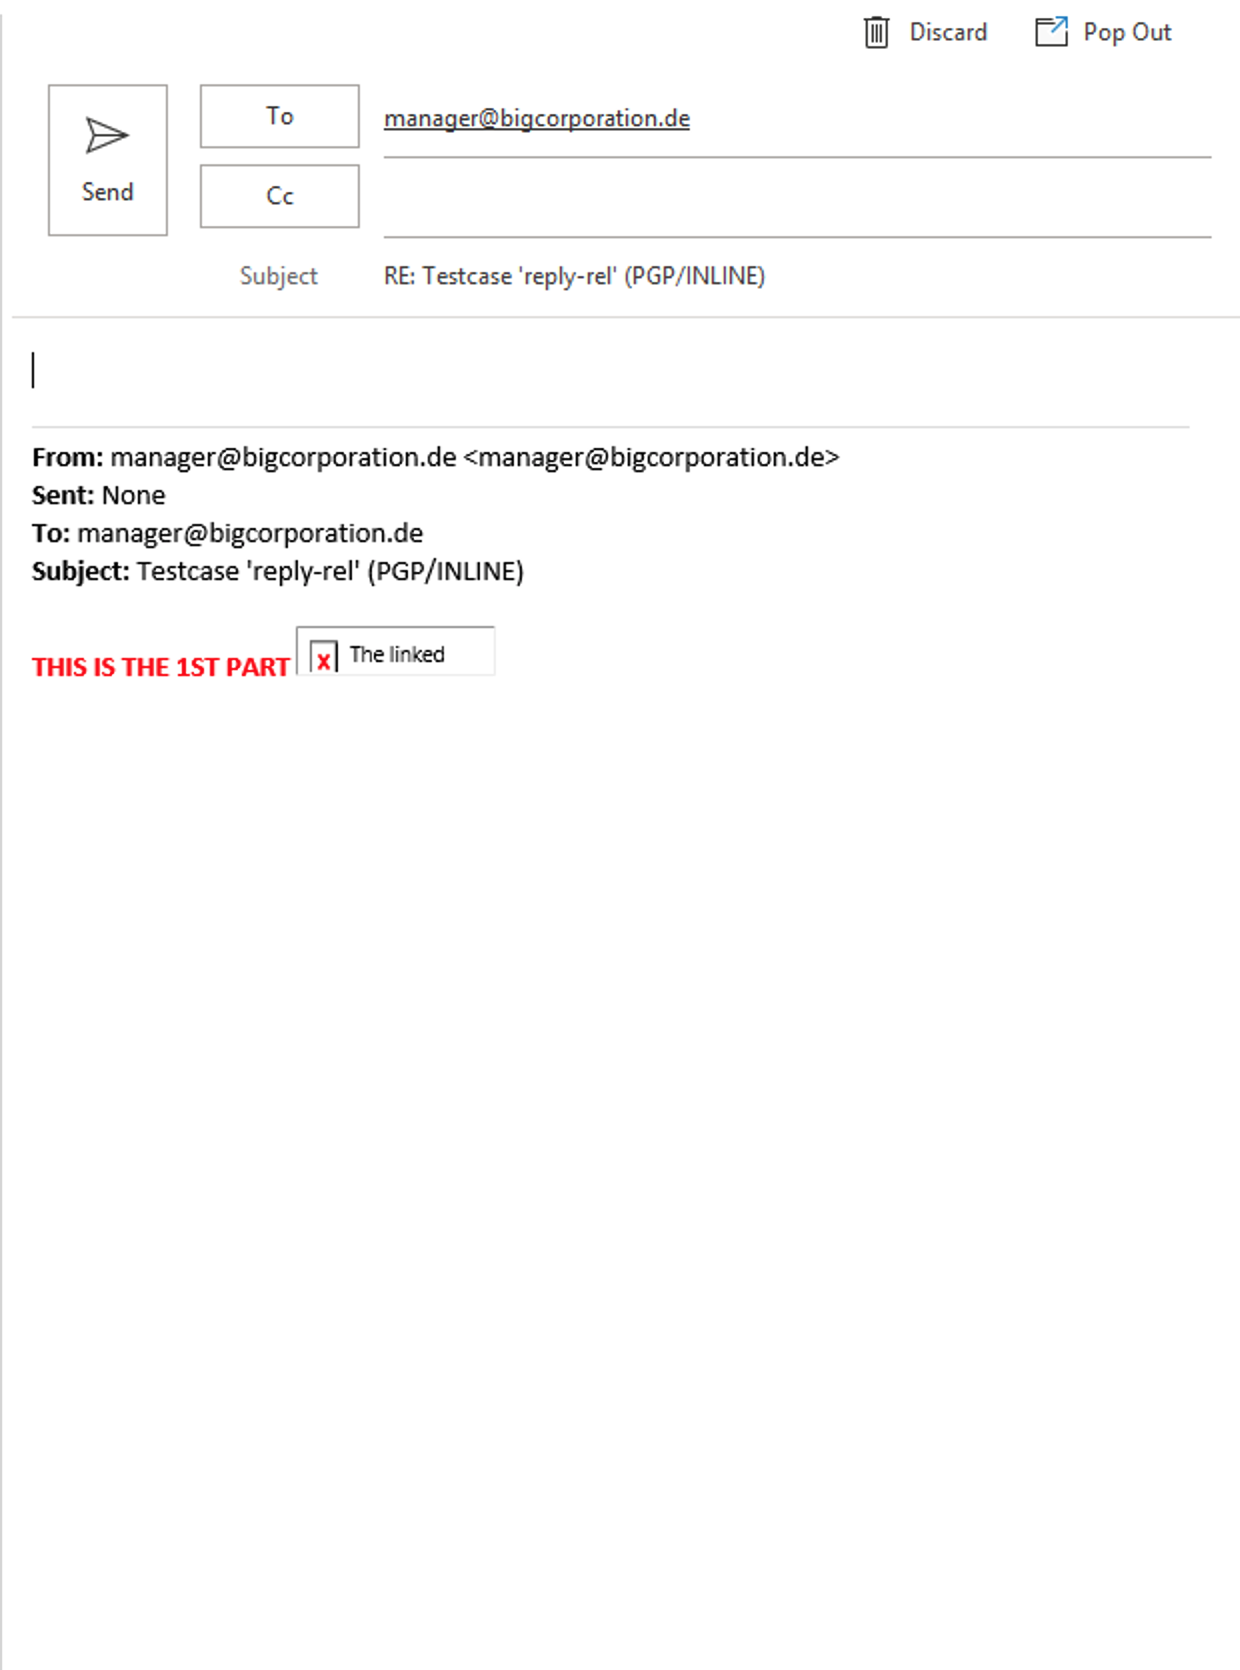 Discard Pop Out
Send
To manager@bigcorporation.de
Cc
Subject RE: Testcase 'reply-rel' (PGP/INLINE)
From: manager@bigcorporation.de <manager@bigcorporation.de>
Sent: None
To: manager@bigcorporation.de
Subject: Testcase 'reply-rel' (PGP/INLINE)
THIS IS THE 1ST PART The linked